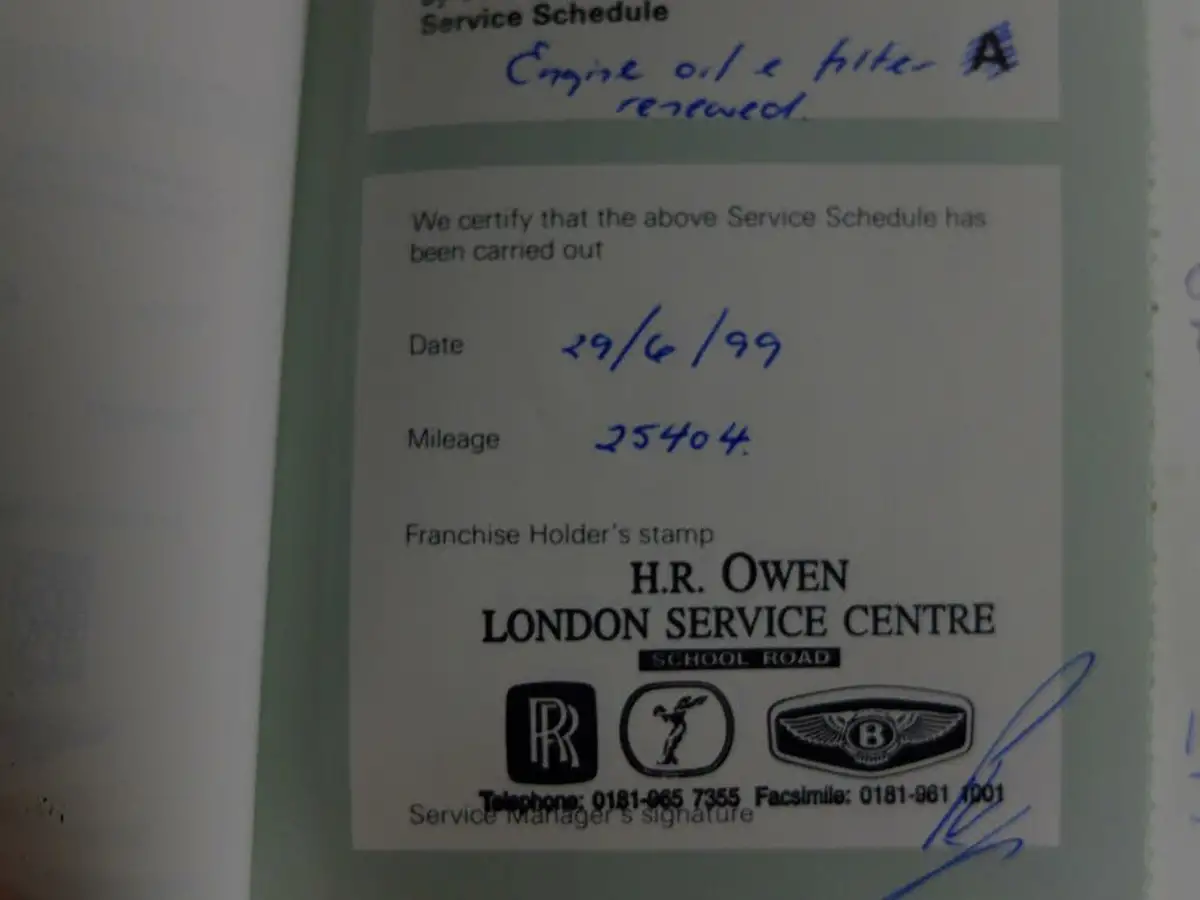 Service Schedule
Engine oil e filter A
renewed.
We certify that the above Service Schedule has
been carried out
Date 29/6/99
Mileage 25404.
Franchise Holder's stamp
H.R. OWEN
LONDON SERVICE CENTRE
SCHOOL ROAD
RR B
Telephone: 0181-965 7355 Facsimile: 0181-961 1001
Service Manager's signature